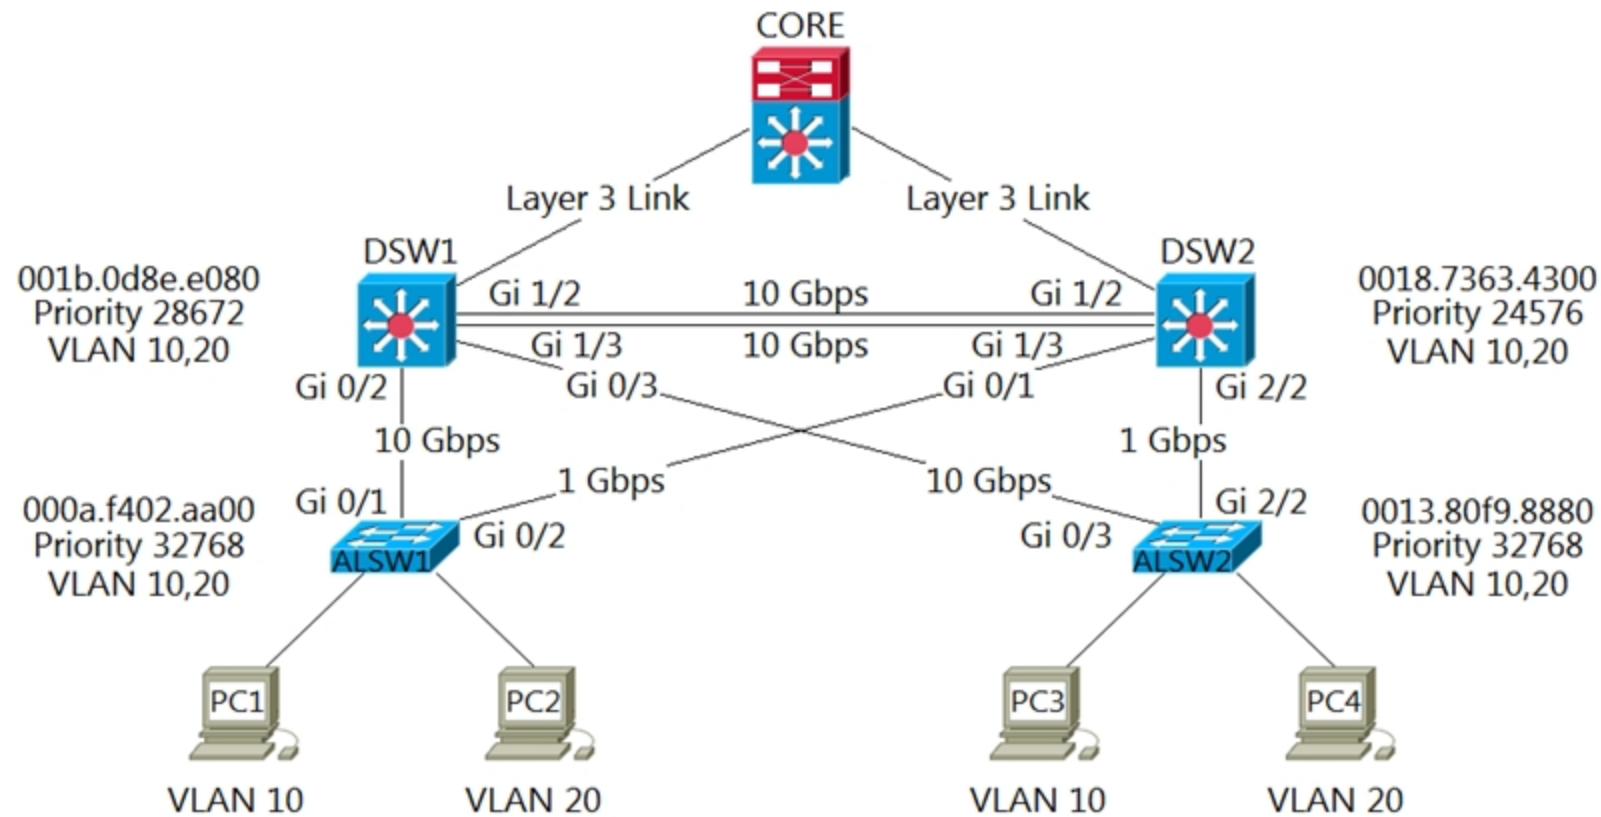 CORE
Layer 3 Link
Layer 3 Link
DSW1
DSW2
001b.0d8e.e080
Priority 28672
VLAN 10,20
Gi 1/2
10 Gbps
Gi 1/2
0018.7363.4300
Priority 24576
VLAN 10,20
Gi 1/3
10 Gbps
Gi 1/3
Gi 0/2
Gi 0/3
Gi 0/1
Gi 2/2
10 Gbps
1 Gbps
1 Gbps
10 Gbps
000a.f402.aa00
Priority 32768
VLAN 10,20
Gi 0/1
ALSW1
Gi 0/2
Gi 0/3
Gi 2/2
ALSW2
0013.80f9.8880
Priority 32768
VLAN 10,20
PC1
PC2
PC3
PC4
VLAN 10
VLAN 20
VLAN 10
VLAN 20